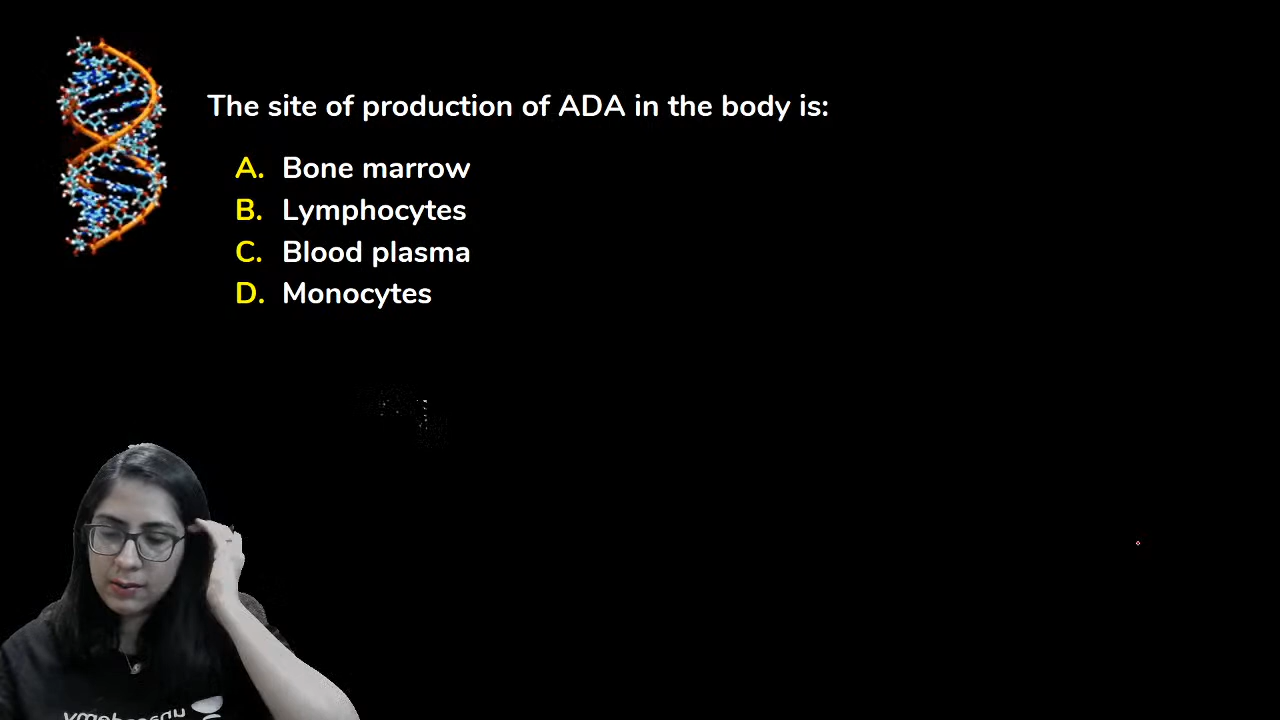 The site of production of ADA in the body is:
A. Bone marrow
B. Lymphocytes
C. Blood plasma
D. Monocytes